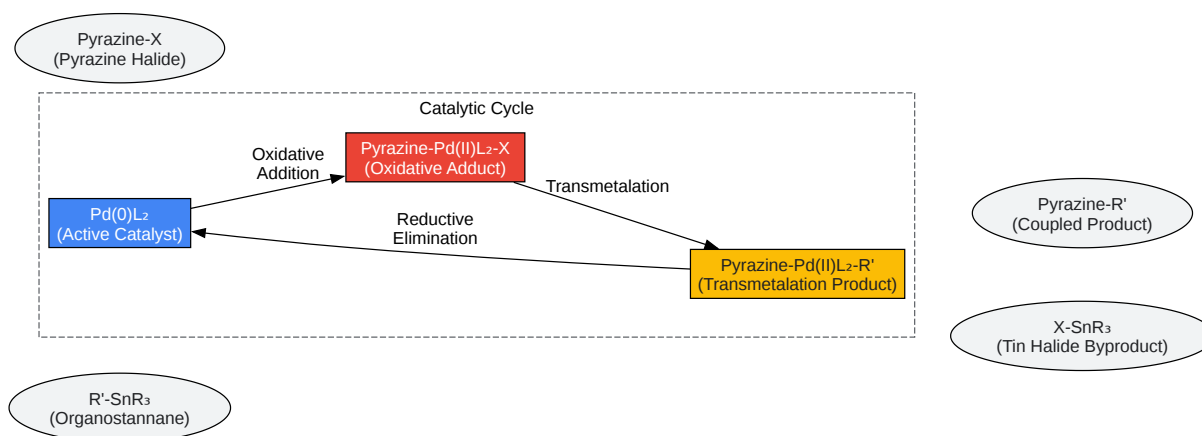 Pyrazine-X
(Pyrazine Halide)
Catalytic Cycle
Oxidative
Addition
Pyrazine-Pd(II)L₂-X
(Oxidative Adduct)
Transmetalation
Pd(0)L₂
(Active Catalyst)
Reductive
Elimination
Pyrazine-Pd(II)L₂-R'
(Transmetalation Product)
Pyrazine-R'
(Coupled Product)
X-SnR₃
(Tin Halide Byproduct)
R'-SnR₃
(Organostannane)